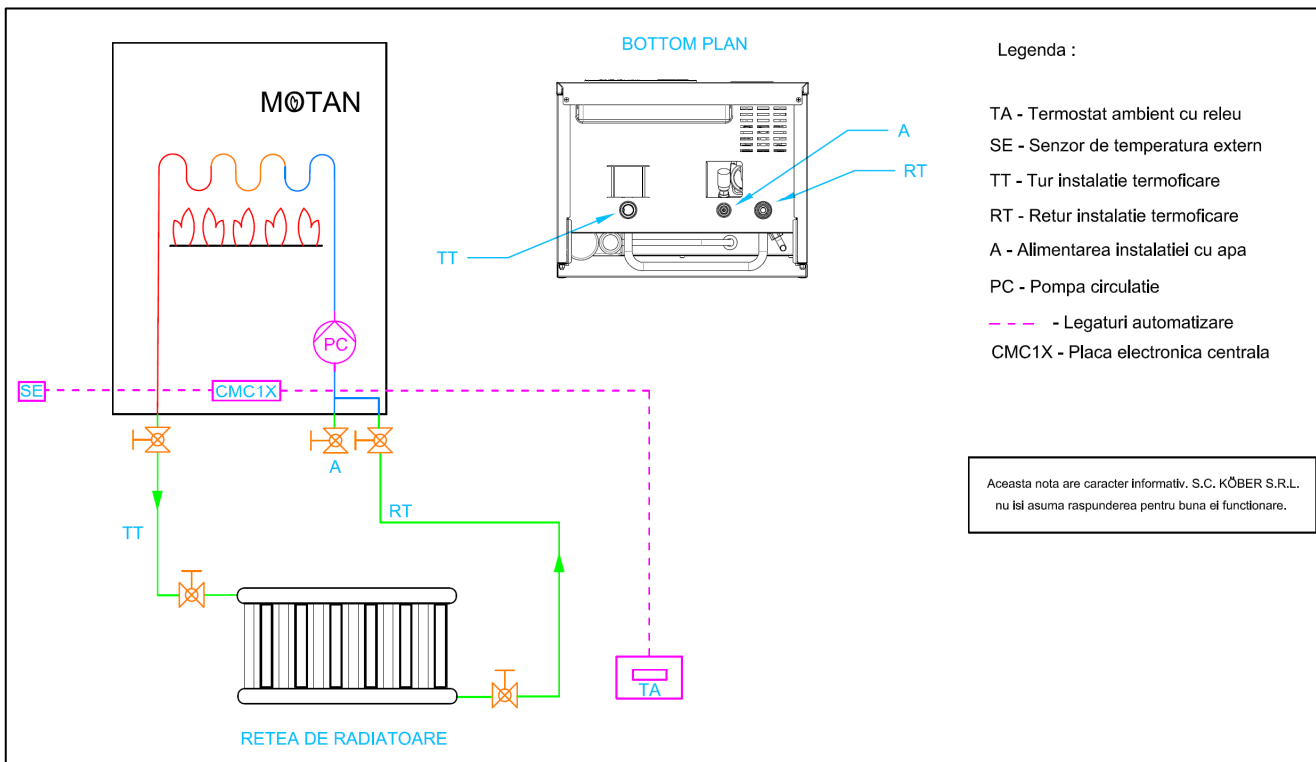 MOTAN
PC
SE
CMC1X
A
TT
RT
TA
RETEA DE RADIATOARE
BOTTOM PLAN
A
RT
TT
Legenda :
TA - Termostat ambient cu releu
SE - Senzor de temperatura extern
TT - Tur instalatie termoficare
RT - Retur instalatie termoficare
A - Alimentarea instalatiei cu apa
PC - Pompa circulatie
- Legaturi automatizare
CMC1X - Placa electronica centrala
Aceasta nota are caracter informativ. S.C. KÖBER S.R.L.
nu isi asuma raspunderea pentru buna ei functionare.